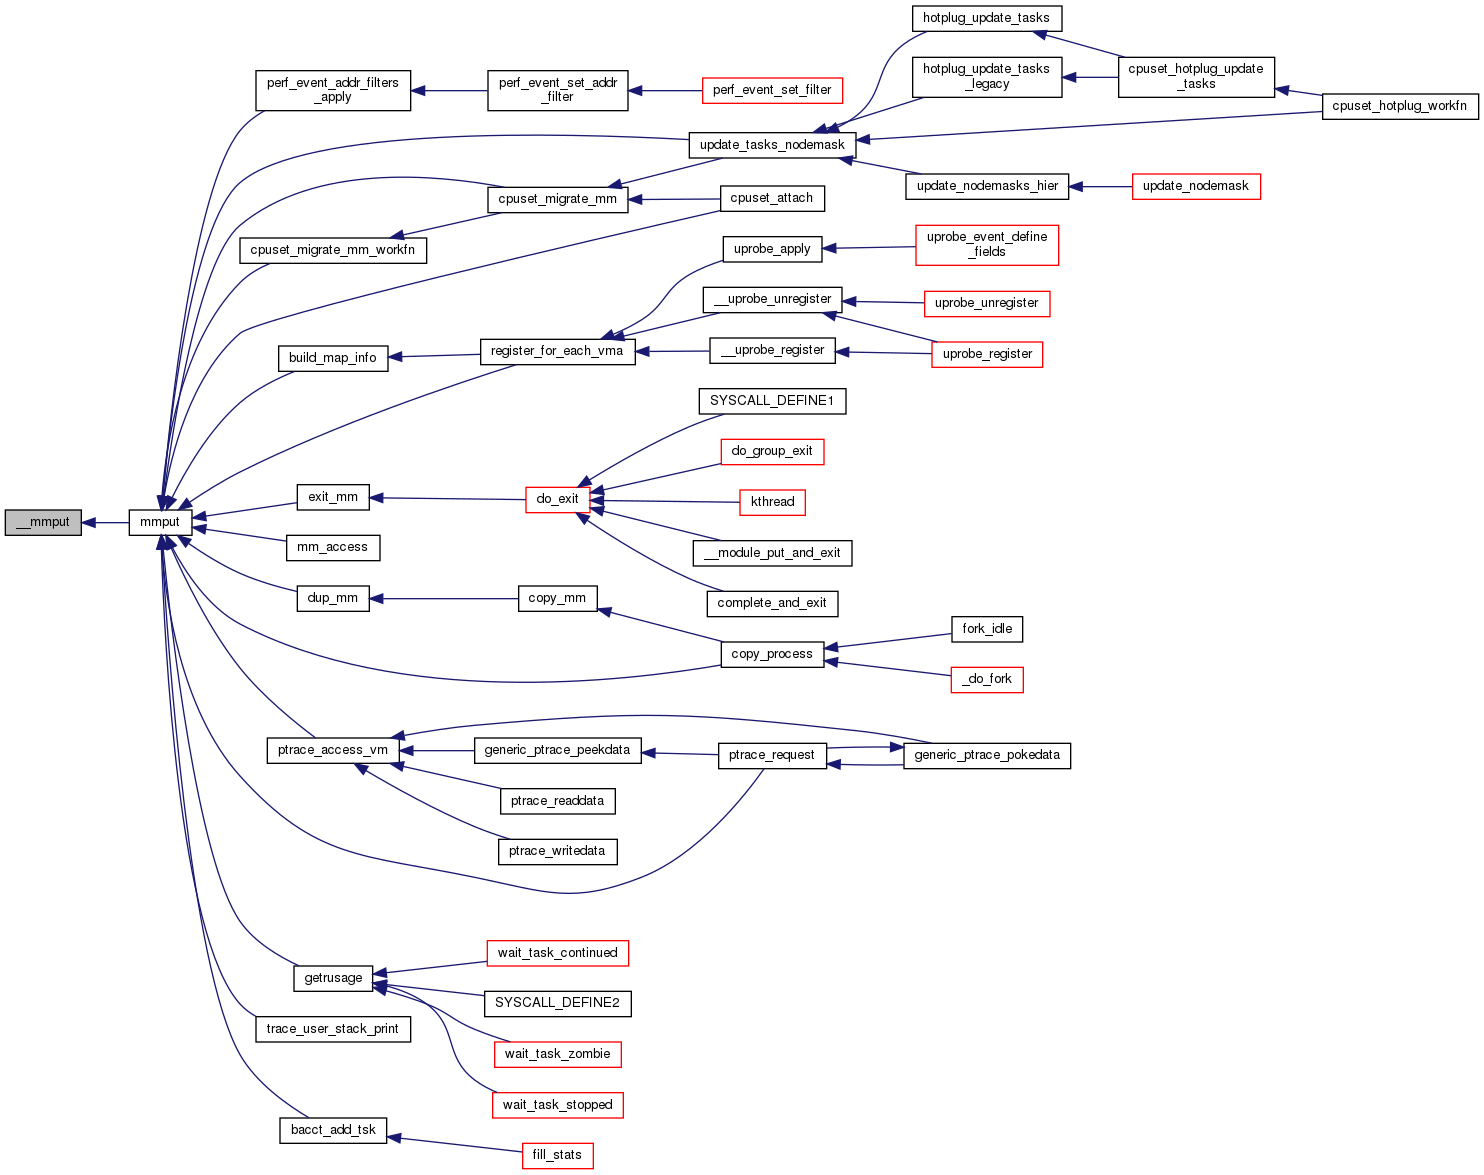 hotplug_update_tasks
perf_event_addr_filters
_apply
perf_event_set_addr
_filter
perf_event_set_filter
hotplug_update_tasks
_legacy
cpuset_hotplug_update
_tasks
cpuset_hotplug_workfn
update_tasks_nodemask
update_nodemasks_hier
update_nodemask
cpuset_migrate_mm
cpuset_attach
cpuset_migrate_mm_workfn
uprobe_apply
uprobe_event_define
_fields
__uprobe_unregister
uprobe_unregister
build_map_info
register_for_each_vma
__uprobe_register
uprobe_register
SYSCALL_DEFINE1
do_group_exit
exit_mm
do_exit
kthread
__mmput
mmput
mm_access
__module_put_and_exit
dup_mm
copy_mm
complete_and_exit
copy_process
fork_idle
_do_fork
ptrace_access_vm
generic_ptrace_peekdata
ptrace_request
generic_ptrace_pokedata
ptrace_readdata
ptrace_writedata
getrusage
wait_task_continued
SYSCALL_DEFINE2
trace_user_stack_print
wait_task_zombie
wait_task_stopped
bacct_add_tsk
fill_stats